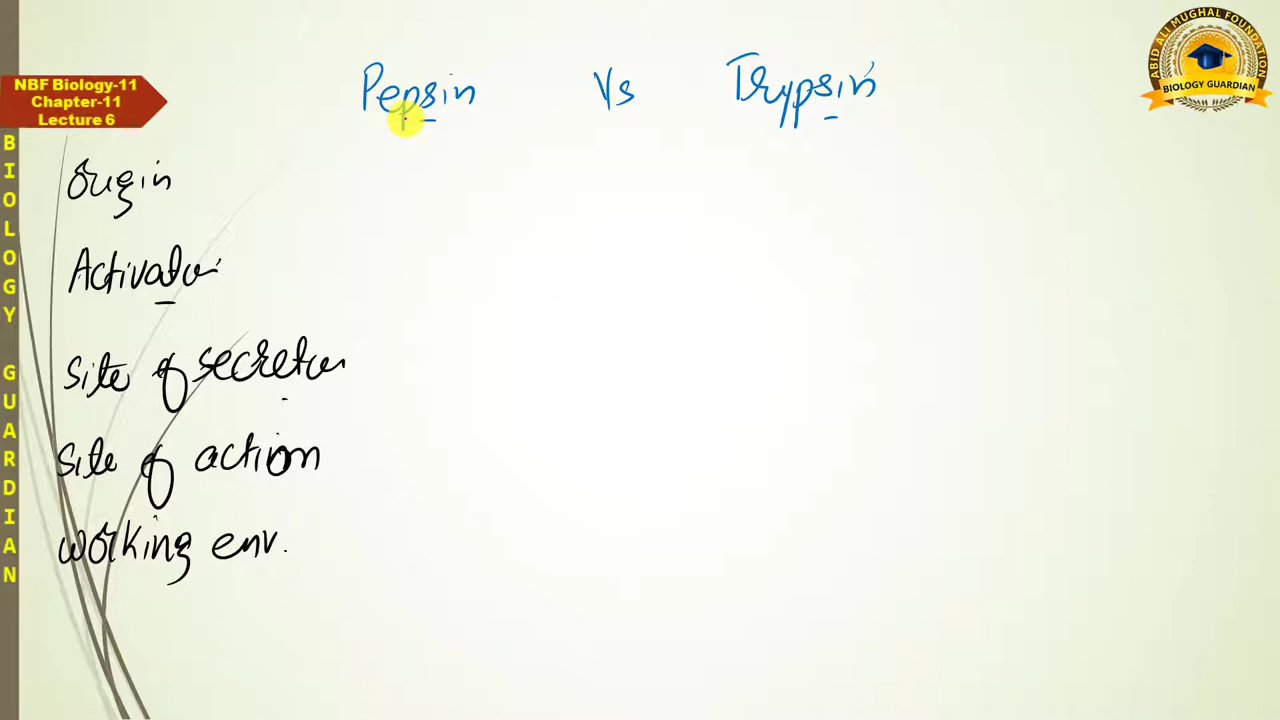 NBF Biology-11
Chapter-11
Lecture 6
Pepsin Vs Trypsin
ABID ALI MUGHAL FOUNDATION
BIOLOGY GUARDIAN
BIOLOGY GUARDIAN
Origin
Activator
Site of secretion
Site of action
working env.